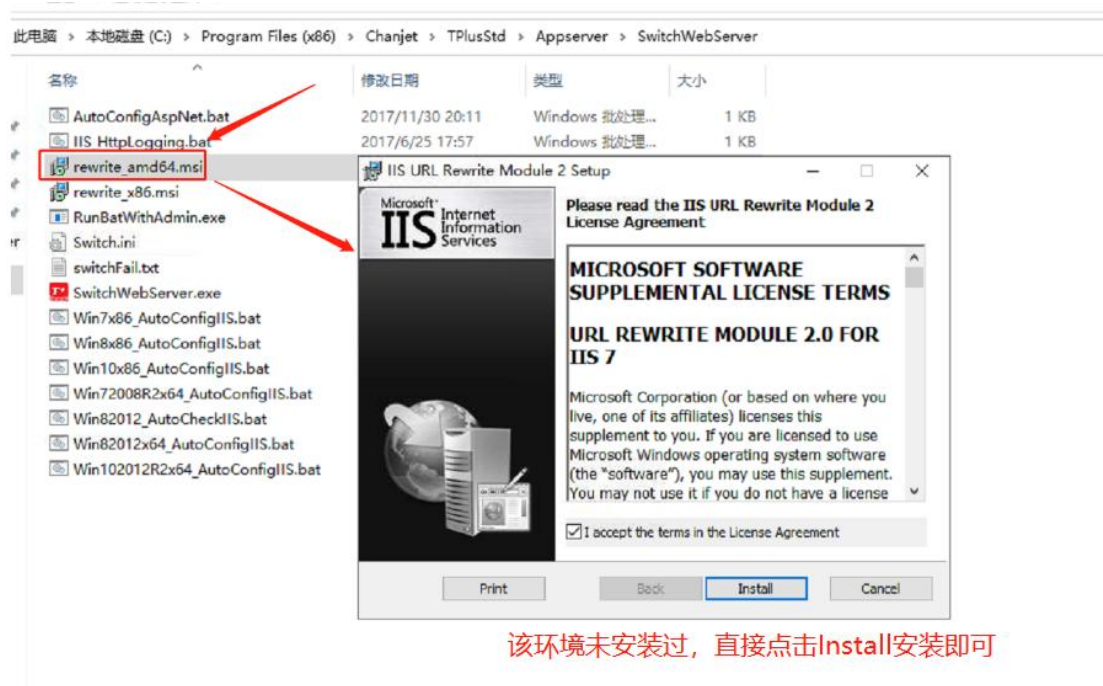 此电脑 > 本地磁盘 (C:) > Program Files (x86) > Chanjet > TPlusStd > Appserver > SwitchWebServer
名称 修改日期 类型 大小
AutoConfigAspNet.bat 2017/11/30 20:11 Windows 批处理... 1 KB
IIS_HttpLogging.bat 2017/6/25 17:57 Windows 批处理... 1 KB
rewrite_amd64.msi
rewrite_x86.msi
RunBatWithAdmin.exe
Switch.ini
switchFail.txt
SwitchWebServer.exe
Win7x86_AutoConfigIIS.bat
Win8x86_AutoConfigIIS.bat
Win10x86_AutoConfigIIS.bat
Win72008R2x64_AutoConfigIIS.bat
Win82012_AutoCheckIIS.bat
Win82012x64_AutoConfigIIS.bat
Win102012R2x64_AutoConfigIIS.bat
IIS URL Rewrite Module 2 Setup
Microsoft
IIS Internet
Information
Services
Please read the IIS URL Rewrite Module 2
License Agreement
MICROSOFT SOFTWARE
SUPPLEMENTAL LICENSE TERMS
URL REWRITE MODULE 2.0 FOR
IIS 7
Microsoft Corporation (or based on where you
live, one of its affiliates) licenses this
supplement to you. If you are licensed to use
Microsoft Windows operating system software
(the "software"), you may use this supplement.
You may not use it if you do not have a license
I accept the terms in the License Agreement
Print Back Install Cancel
该环境未安装过，直接点击Install安装即可